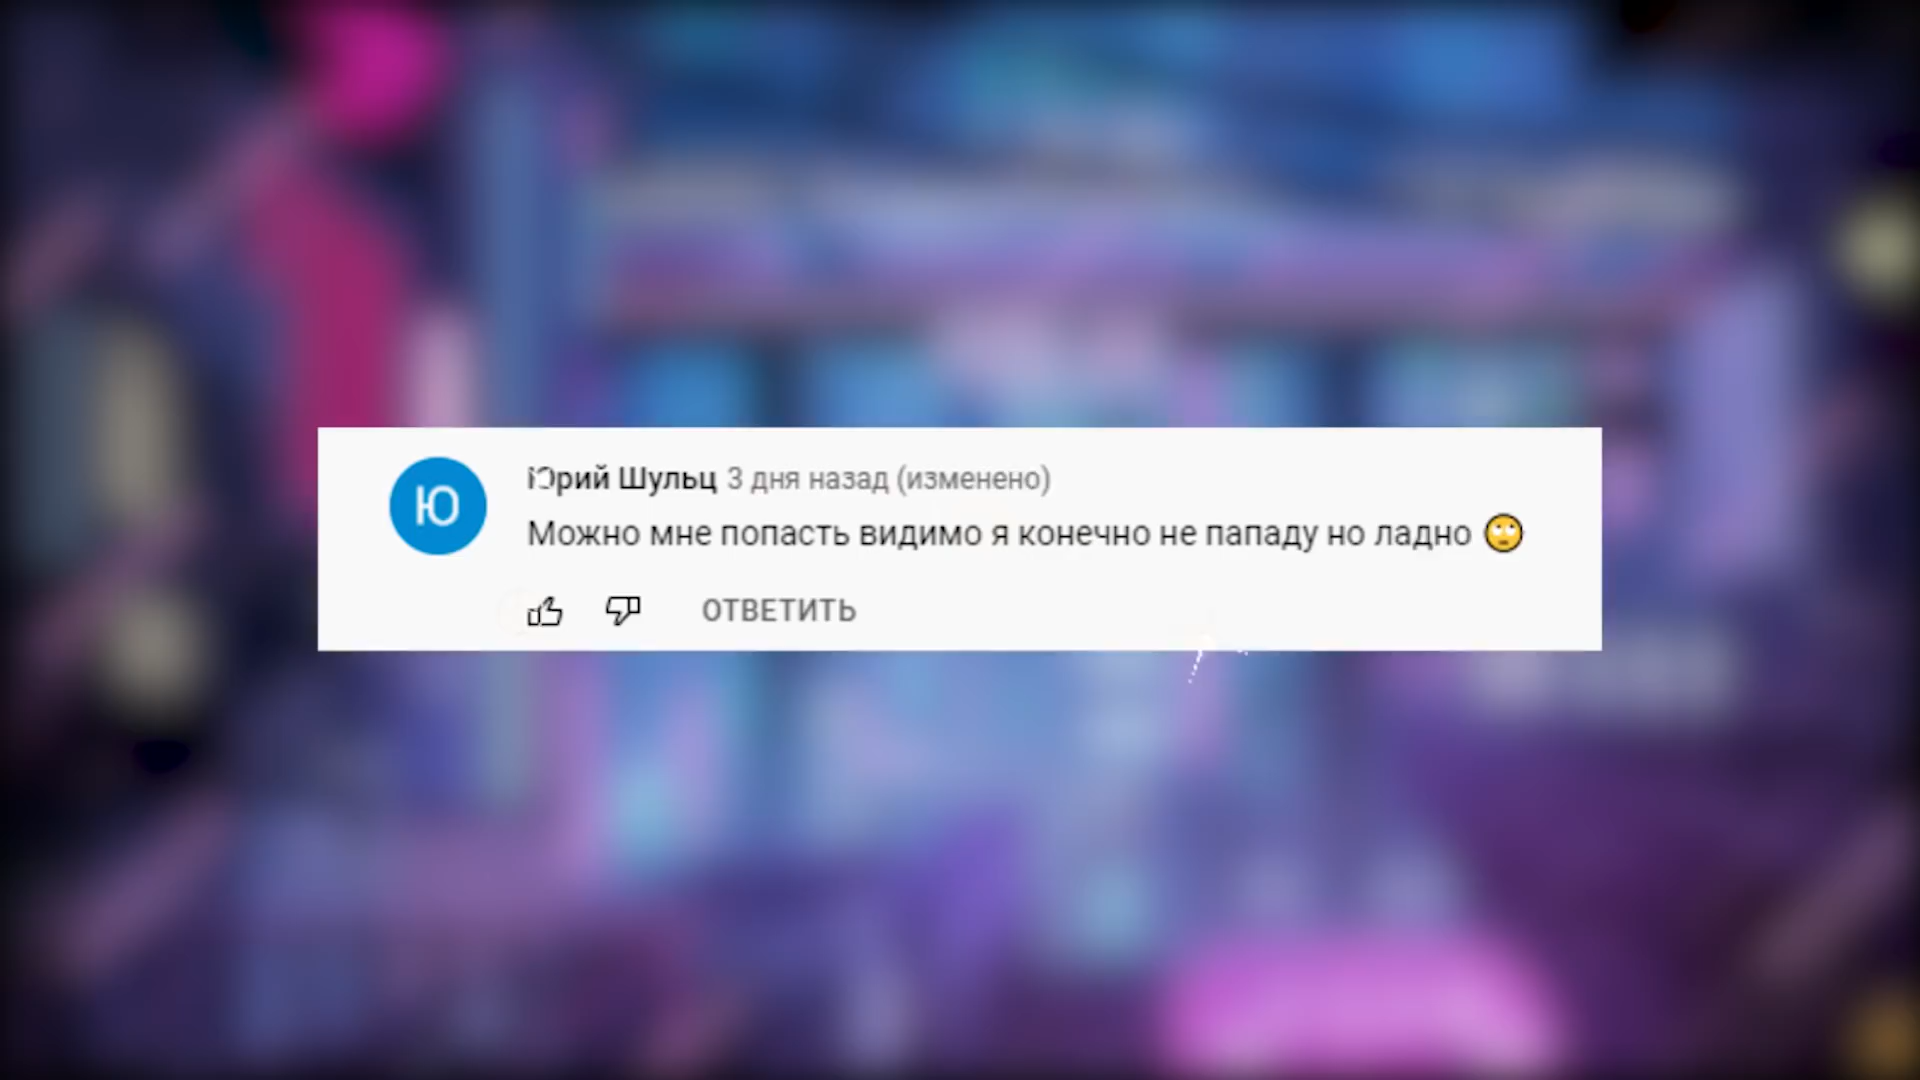 Ю
Юрий Шульц 3 дня назад (изменено)
Можно мне попасть видимо я конечно не пападу но ладно 🙄
ОТВЕТИТЬ